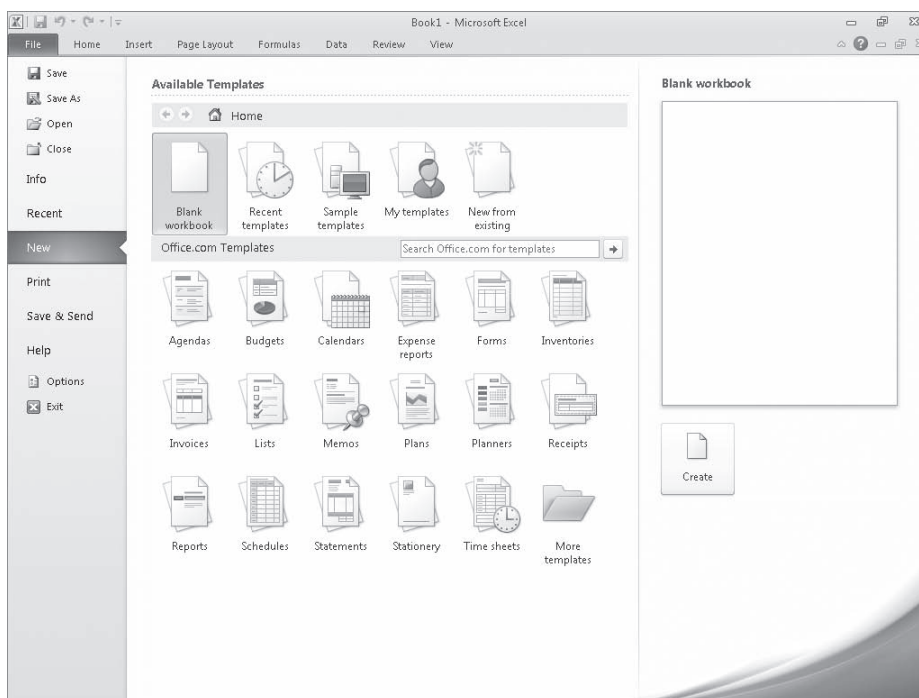 Book1 - Microsoft Excel
File Home Insert Page Layout Formulas Data Review View
Save
Save As
Open
Close
Info
Recent
New
Print
Save & Send
Help
Options
Exit
Available Templates
Home
Blank workbook
Recent templates
Sample templates
My templates
New from existing
Office.com Templates
Search Office.com for templates
Agendas
Budgets
Calendars
Expense reports
Forms
Inventories
Invoices
Lists
Memos
Plans
Planners
Receipts
Reports
Schedules
Statements
Stationery
Time sheets
More templates
Blank workbook
Create